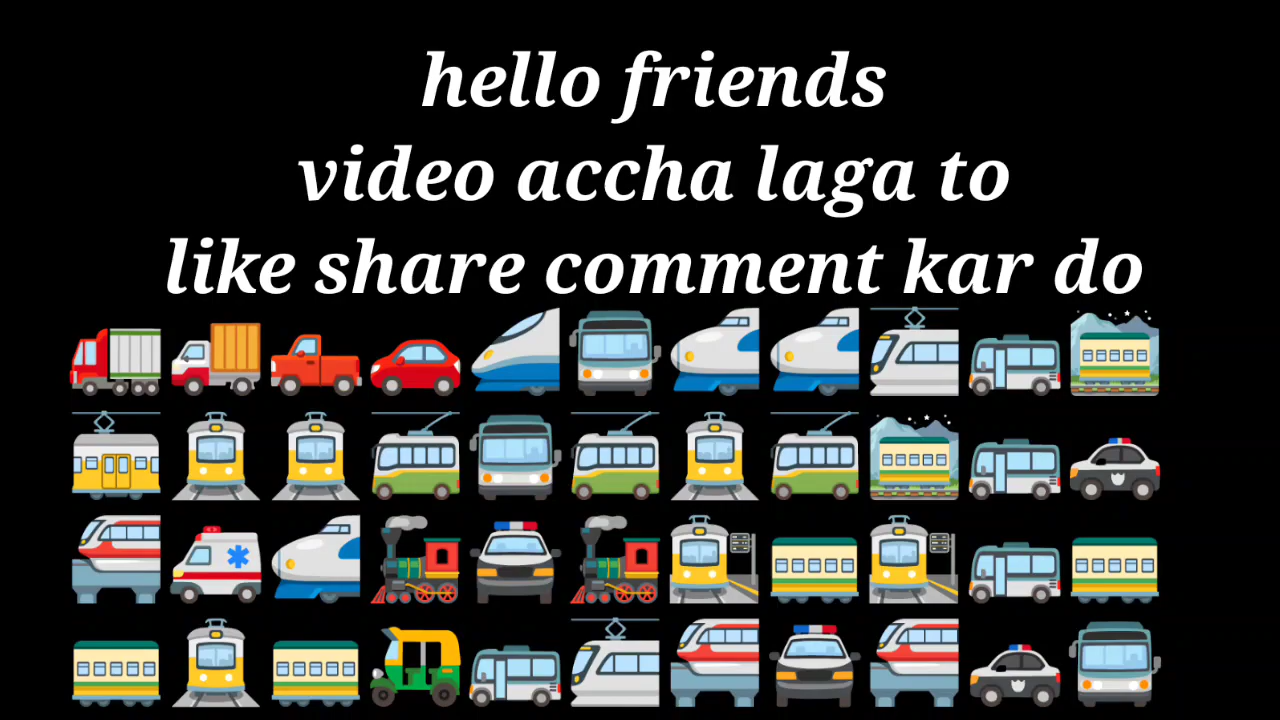 hello friends
video accha laga to
like share comment kar do